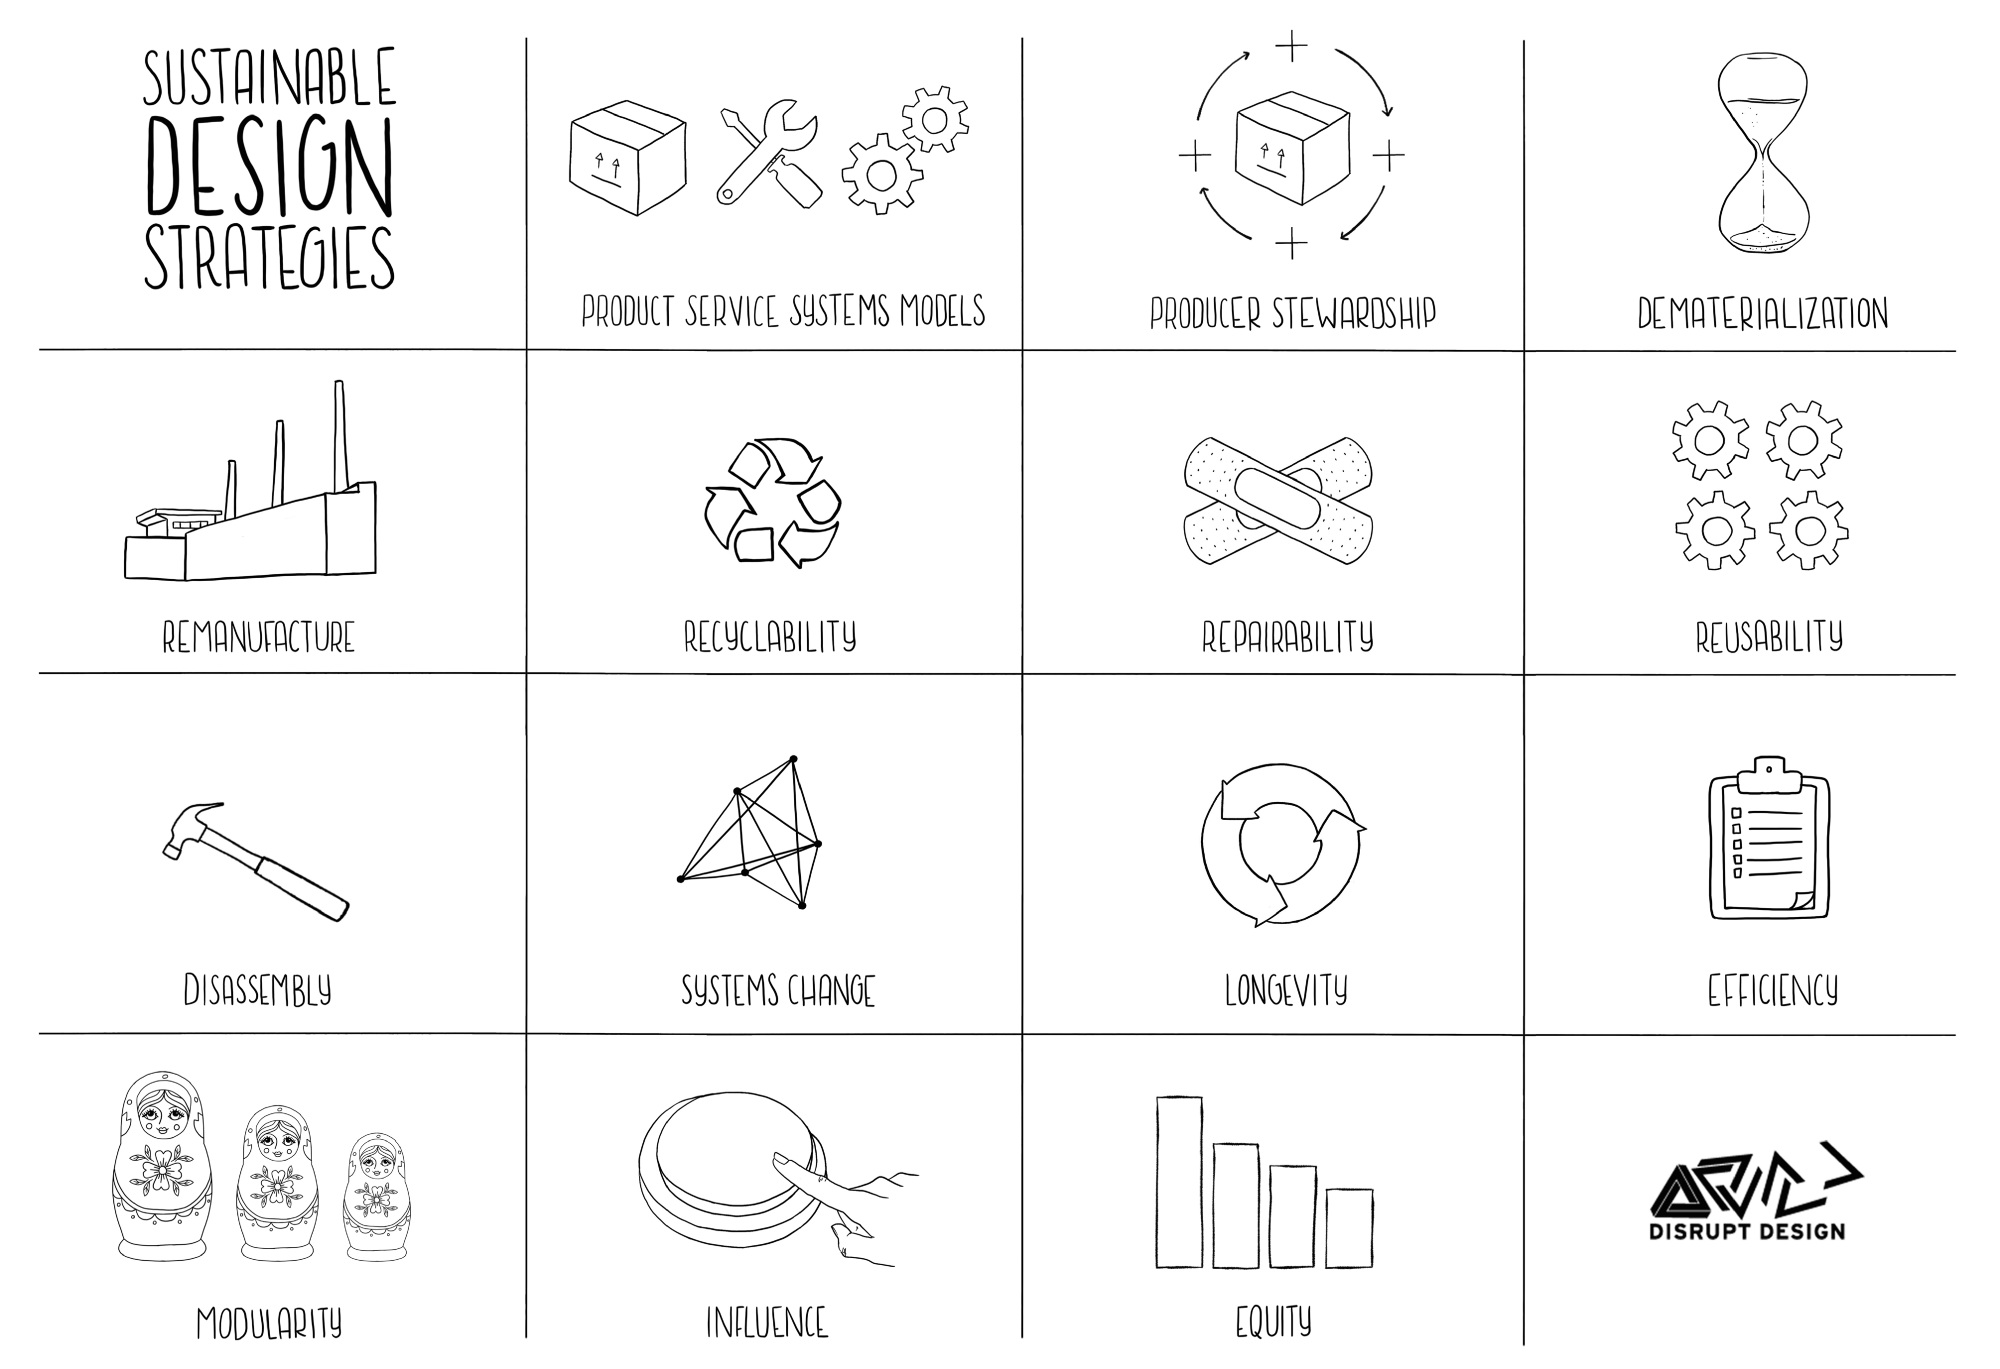 SUSTAINABLE
DESIGN
STRATEGIES
PRODUCT SERVICE SYSTEMS MODELS
PRODUCER STEWARDSHIP
DEMATERIALIZATION
REMANUFACTURE
RECYCLABILITY
REPAIRABILITY
REUSABILITY
DISASSEMBLY
SYSTEMS CHANGE
LONGEVITY
EFFICIENCY
MODULARITY
INFLUENCE
EQUITY
DISRUPT DESIGN